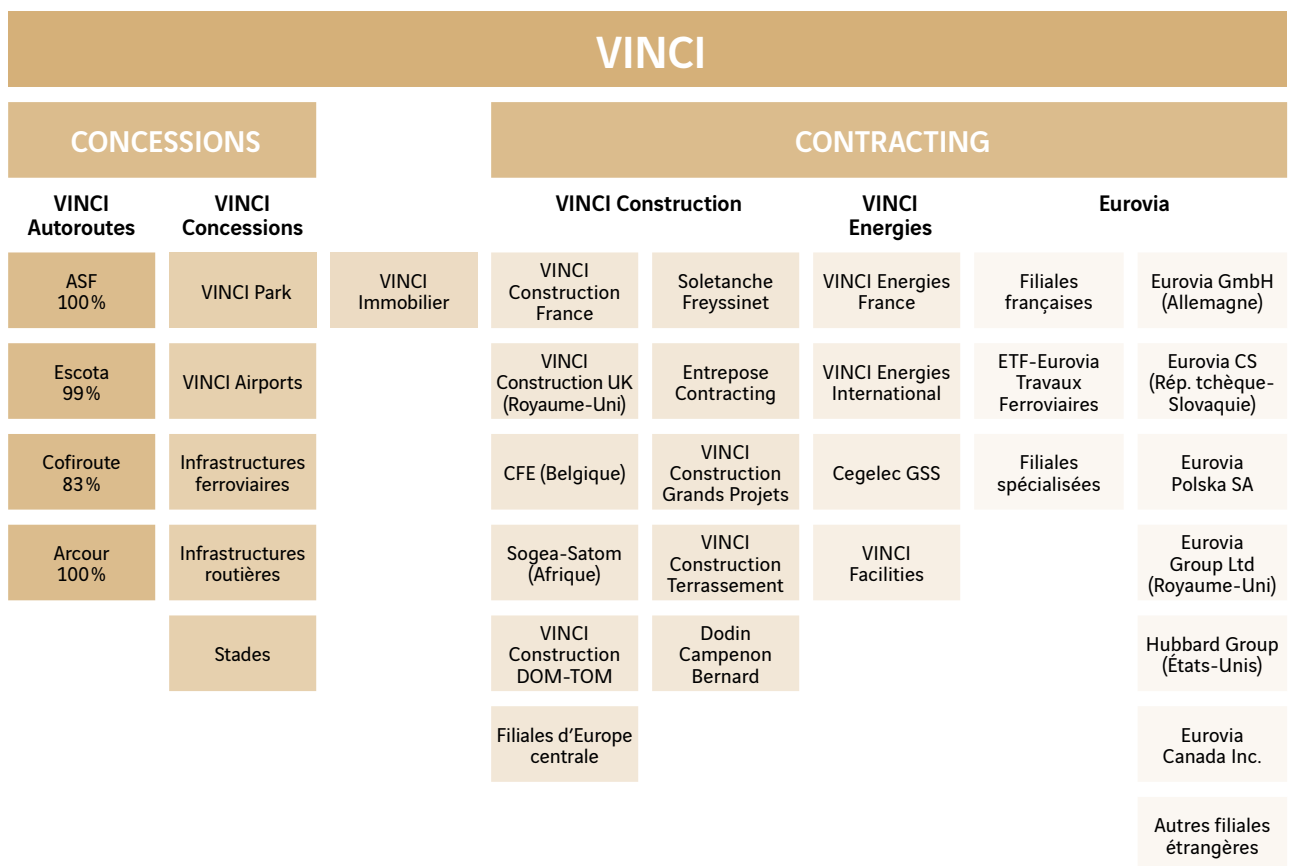 VINCI
CONCESSIONS
CONTRACTING
VINCI
Autoroutes
VINCI
Concessions
VINCI Construction
VINCI
Energies
Eurovia
ASF
100%
VINCI Park
VINCI
Immobilier
VINCI
Construction
France
Soletanche
Freyssinet
VINCI Energies
France
Filiales
françaises
Eurovia GmbH
(Allemagne)
Escota
99%
VINCI Airports
VINCI
Construction UK
(Royaume-Uni)
Entrepose
Contracting
VINCI Energies
International
ETF-Eurovia
Travaux
Ferroviaires
Eurovia CS
(Rép. tchèque-
Slovaquie)
Cofiroute
83%
Infrastructures
ferroviaires
CFE (Belgique)
VINCI
Construction
Grands Projets
Cegelec GSS
Filiales
spécialisées
Eurovia
Polska SA
Arcour
100%
Infrastructures
routières
Sogea-Satom
(Afrique)
VINCI
Construction
Terrassement
VINCI
Facilities
Eurovia
Group Ltd
(Royaume-Uni)
Stades
VINCI
Construction
DOM-TOM
Dodin
Campenon
Bernard
Hubbard Group
(États-Unis)
Filiales d’Europe
centrale
Eurovia
Canada Inc.
Autres filiales
étrangères